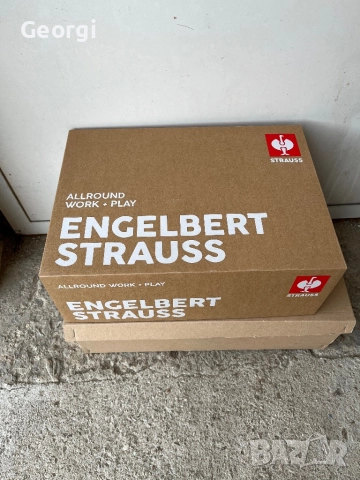 Georgi
STRAUSS
ALLROUND
WORK + PLAY
ENGELBERT
STRAUSS
ALLROUND WORK + PLAY
STRAUSS
ENGELBERT
STRAUSS
BAZAR